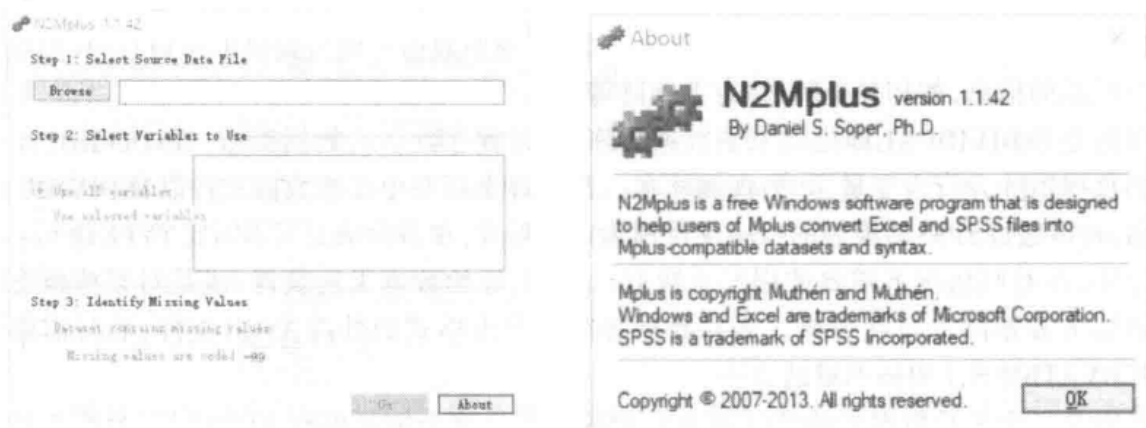 N2Mplus 1.1.42
Step 1: Select Source Data File
Browse
Step 2: Select Variables to Use
Use all variables
Use selected variables
Step 3: Identify Missing Values
Dataset contains missing values
Missing values are coded -99
Go
About
About
N2Mplus version 1.1.42
By Daniel S. Soper, Ph.D.
N2Mplus is a free Windows software program that is designed
to help users of Mplus convert Excel and SPSS files into
Mplus-compatible datasets and syntax.
Mplus is copyright Muthén and Muthén.
Windows and Excel are trademarks of Microsoft Corporation.
SPSS is a trademark of SPSS Incorporated.
Copyright © 2007-2013. All rights reserved.
OK